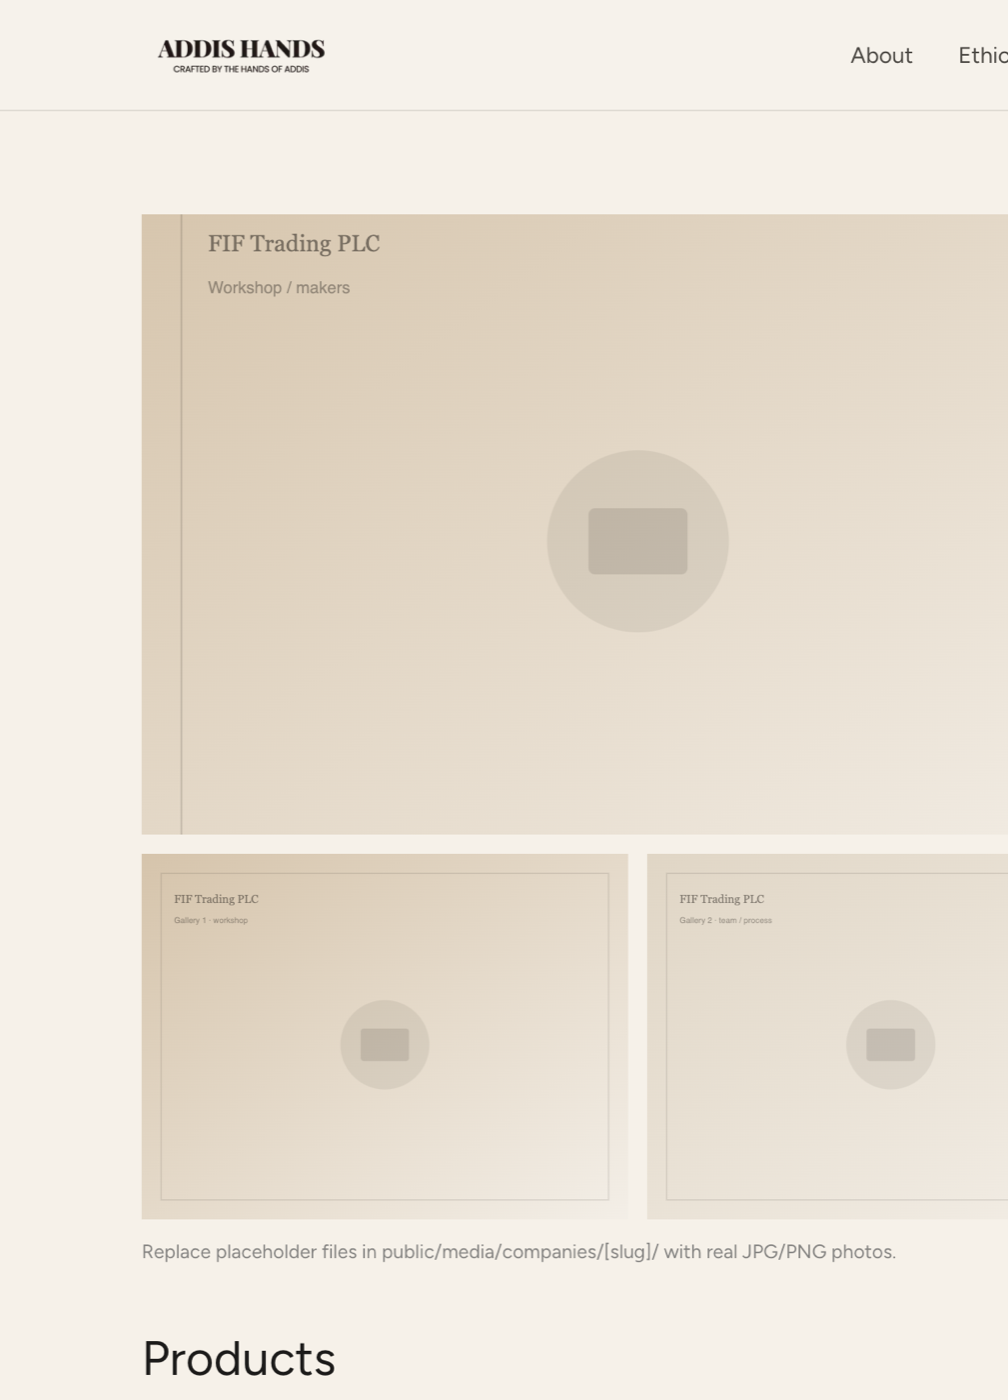 ADDIS HANDS
CRAFTED BY THE HANDS OF ADDIS
About
FIF Trading PLC
Workshop / makers
FIF Trading PLC
Gallery 1 · workshop
FIF Trading PLC
Gallery 2 · team / process
Replace placeholder files in public/media/companies/[slug]/ with real JPG/PNG photos.
Products